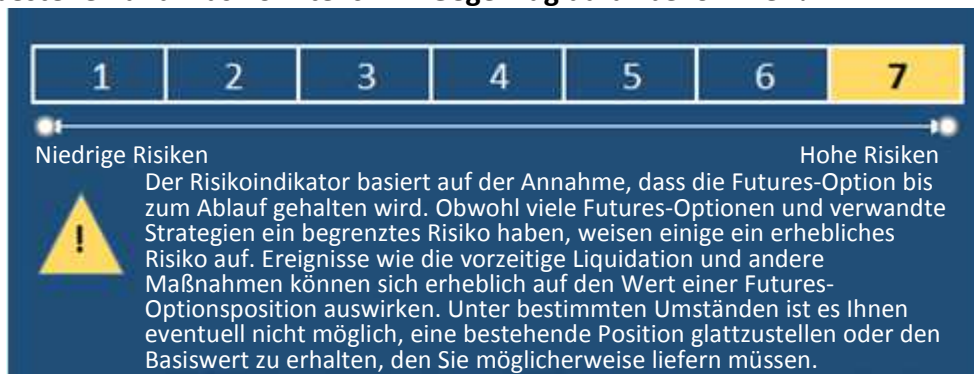 1 2 3 4 5 6 7
Niedrige Risiken Hohe Risiken
Der Risikoindikator basiert auf der Annahme, dass die Futures-Option bis
zum Ablauf gehalten wird. Obwohl viele Futures-Optionen und verwandte
Strategien ein begrenztes Risiko haben, weisen einige ein erhebliches
! Risiko auf. Ereignisse wie die vorzeitige Liquidation und andere
Maßnahmen können sich erheblich auf den Wert einer Futures-
Optionsposition auswirken. Unter bestimmten Umständen ist es Ihnen
eventuell nicht möglich, eine bestehende Position glattzustellen oder den
Basiswert zu erhalten, den Sie möglicherweise liefern müssen.